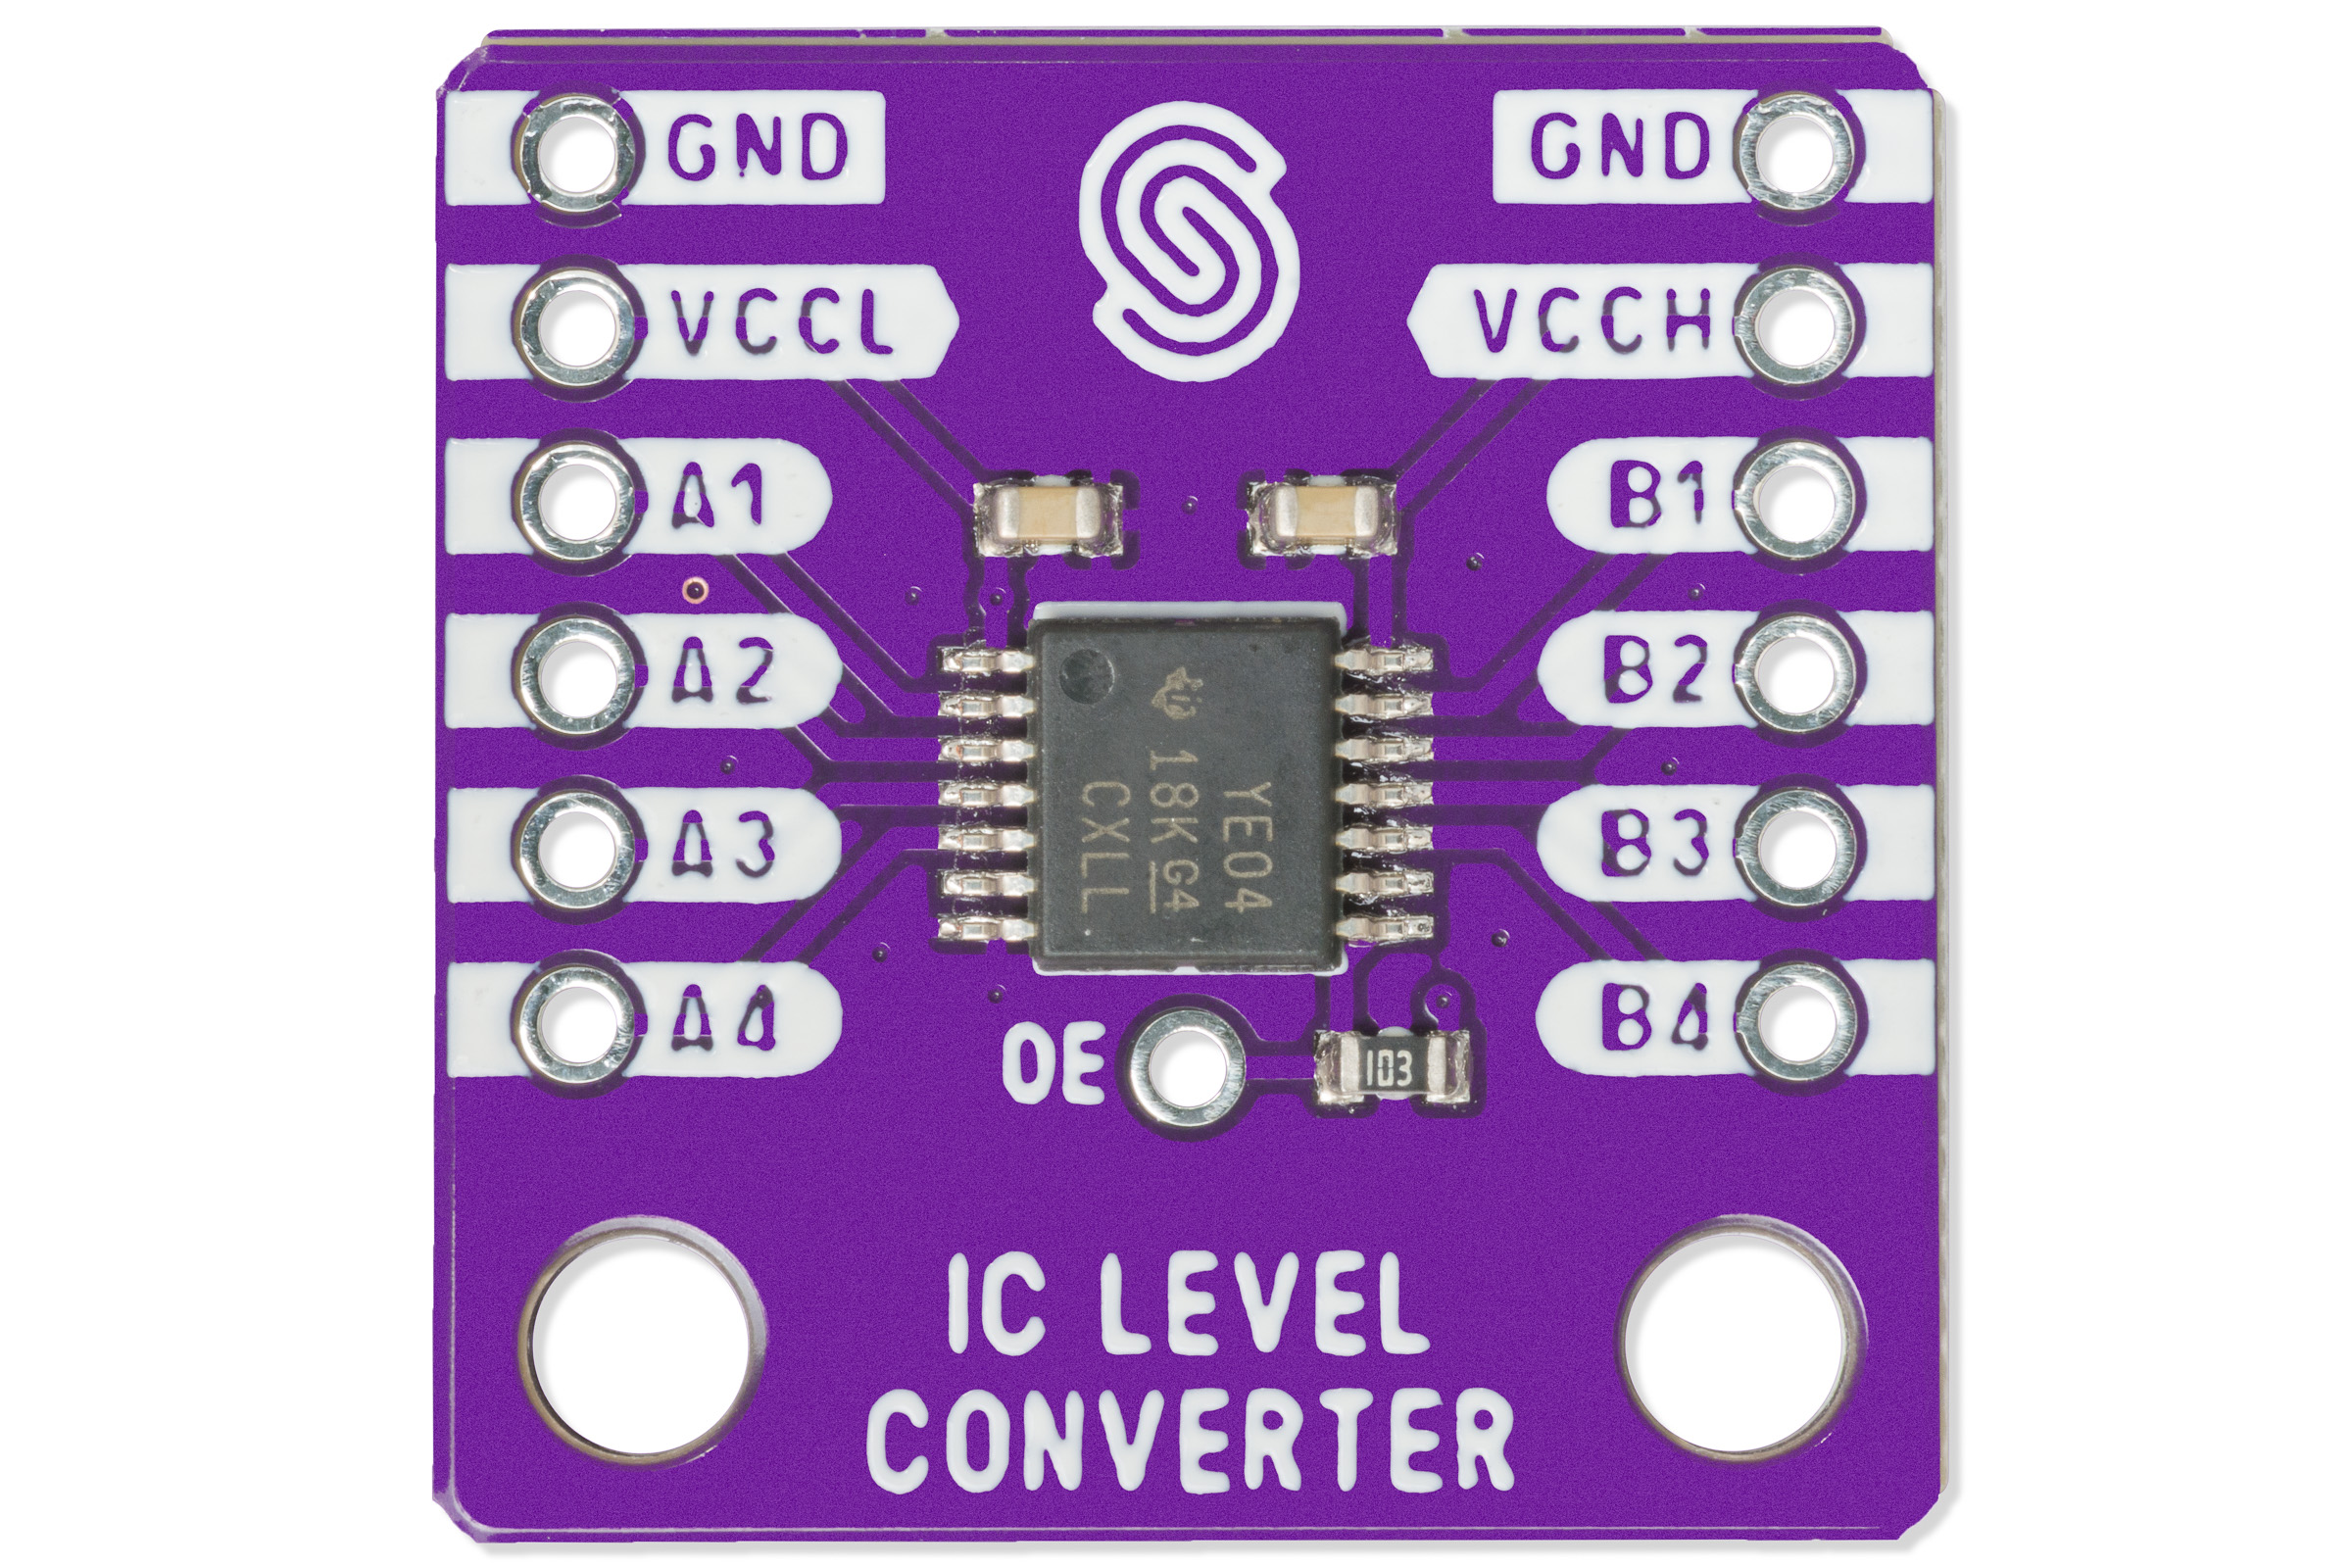 GND
GND
VCCL
VCCH
A1
B1
A2
B2
A3
B3
A4
B4
YE04
18K G4
CXLL
OE
103
IC LEVEL
CONVERTER